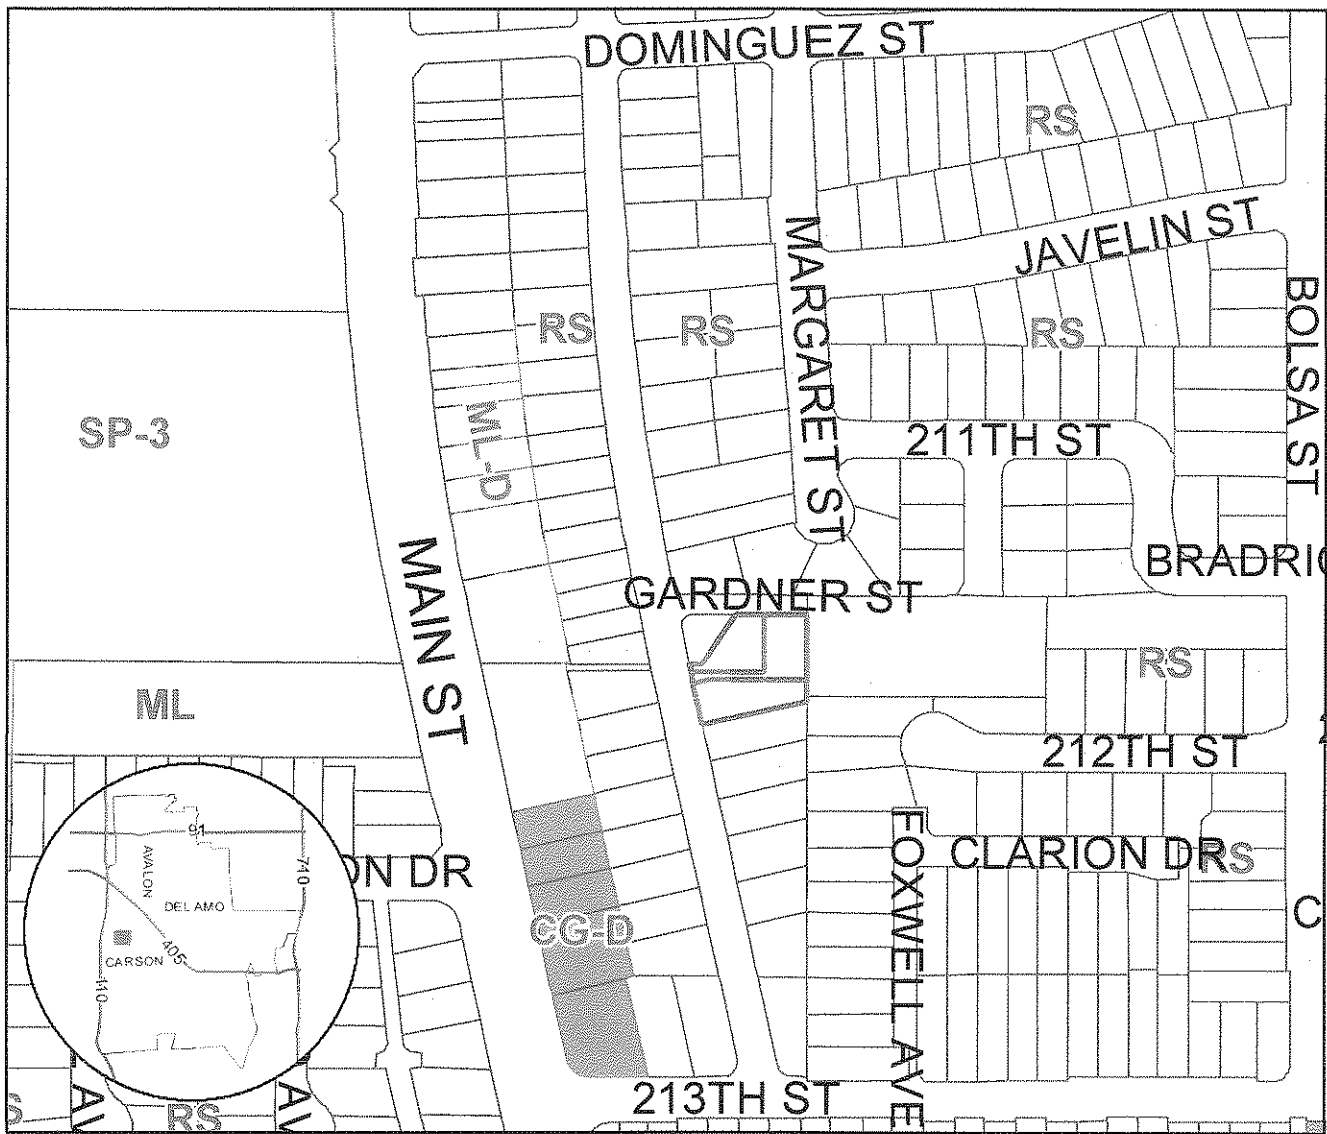 DOMINGUEZ ST
RS
JAVELIN ST
MARGARET ST
BOLSA ST
RS
RS
RS
SP-3
ML-D
211TH ST
MAIN ST
BRADRIC
GARDNER ST
RS
ML
212TH ST
FOXWELL AVE
CLARION DR
RS
ON DR
CG-D
C
91
AVALON
710
DEL AMO
405
CARSON
110
213TH ST
AV
RS
AV